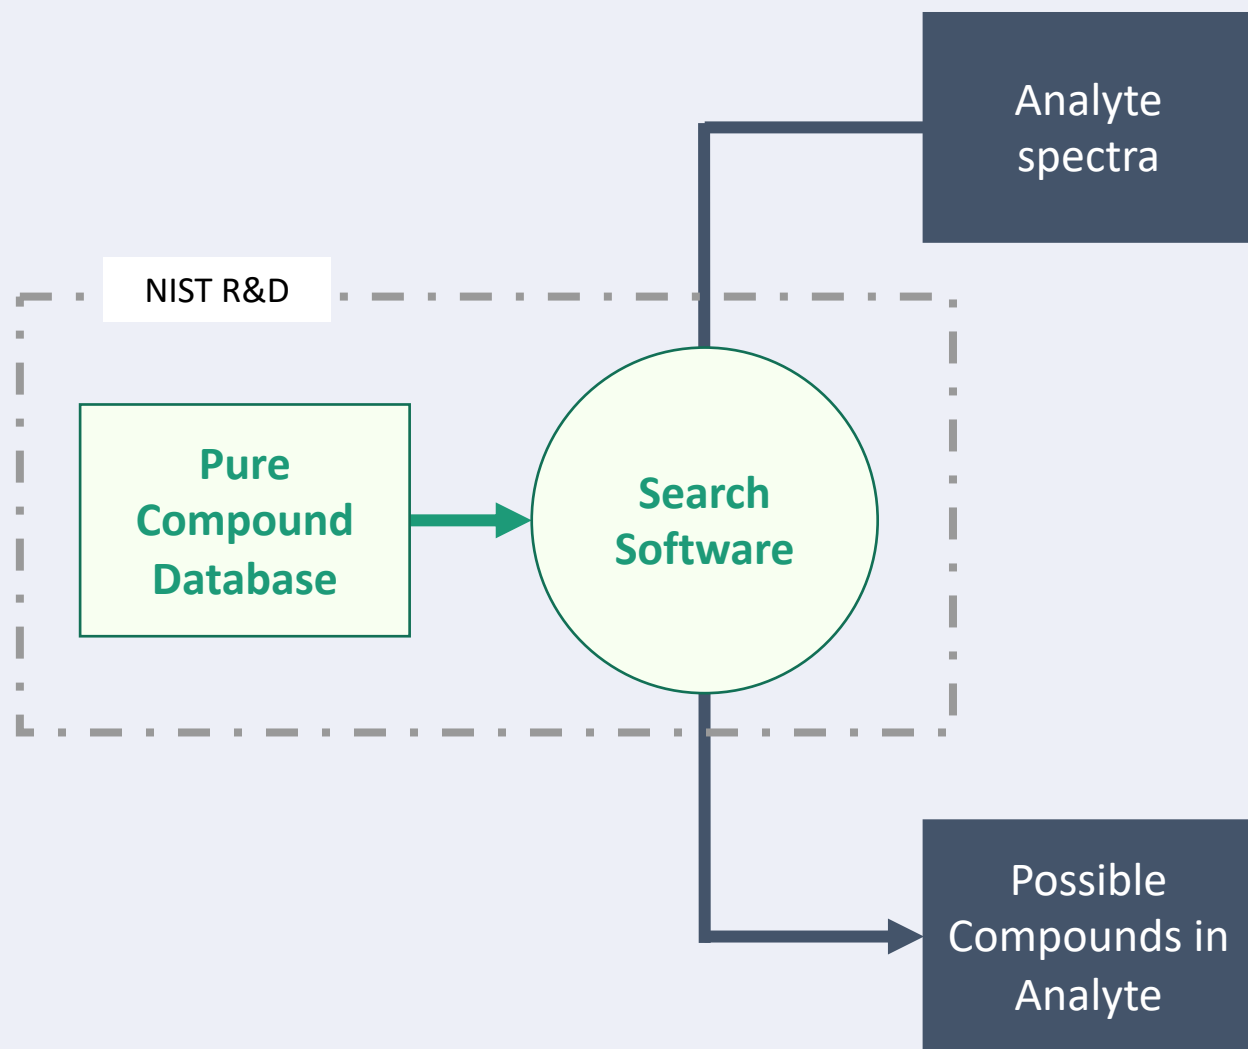 Analyte
spectra
NIST R&D
Pure
Compound
Database
Search
Software
Possible
Compounds in
Analyte